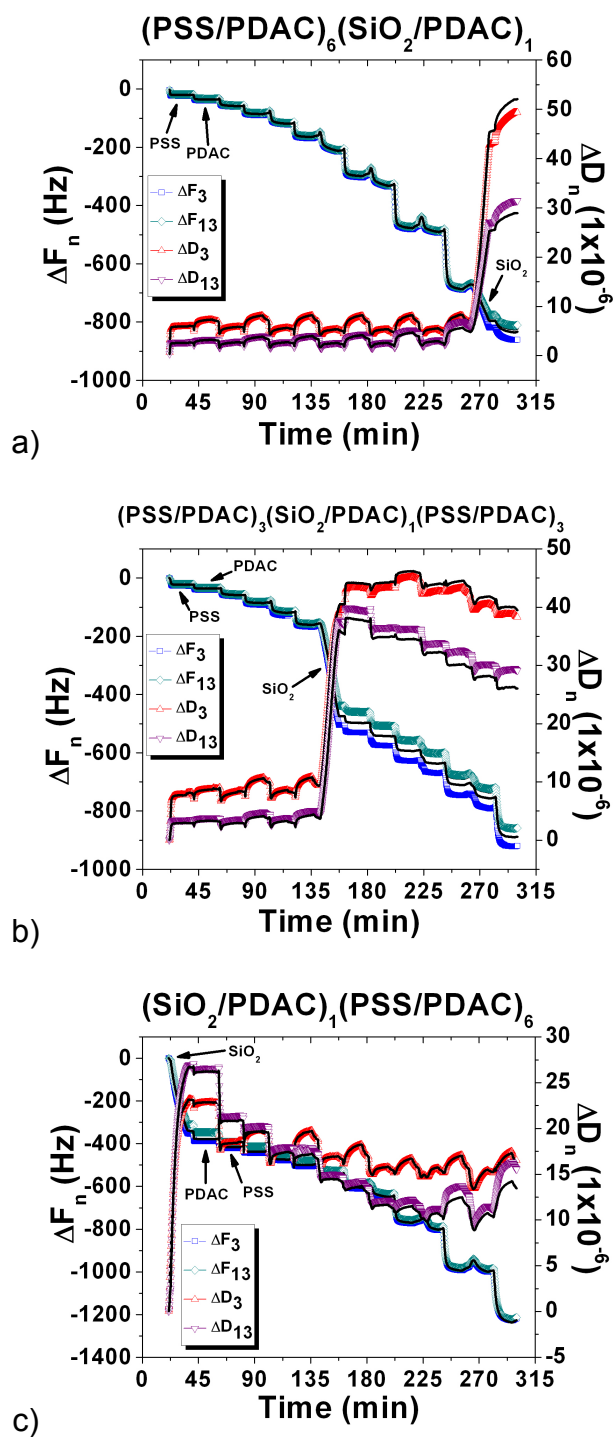 (PSS/PDAC)₆(SiO₂/PDAC)₁
0
-200
-400
-600
-800
-1000
ΔFₙ (Hz)
60
50
40
30
20
10
0
ΔDₙ (1x10⁻⁶)
PSS
PDAC
ΔF₃
ΔF₁₃
ΔD₃
ΔD₁₃
SiO₂
0 45 90 135 180 225 270 315
Time (min)
a)
(PSS/PDAC)₃(SiO₂/PDAC)₁(PSS/PDAC)₃
0
-200
-400
-600
-800
-1000
ΔFₙ (Hz)
50
40
30
20
10
0
ΔDₙ (1x10⁻⁶)
PDAC
PSS
ΔF₃
ΔF₁₃
ΔD₃
ΔD₁₃
SiO₂
0 45 90 135 180 225 270 315
Time (min)
b)
(SiO₂/PDAC)₁(PSS/PDAC)₆
0
-200
-400
-600
-800
-1000
-1200
-1400
ΔFₙ (Hz)
30
25
20
15
10
5
0
-5
ΔDₙ (1x10⁻⁶)
SiO₂
PDAC
PSS
ΔF₃
ΔF₁₃
ΔD₃
ΔD₁₃
0 45 90 135 180 225 270 315
Time (min)
c)